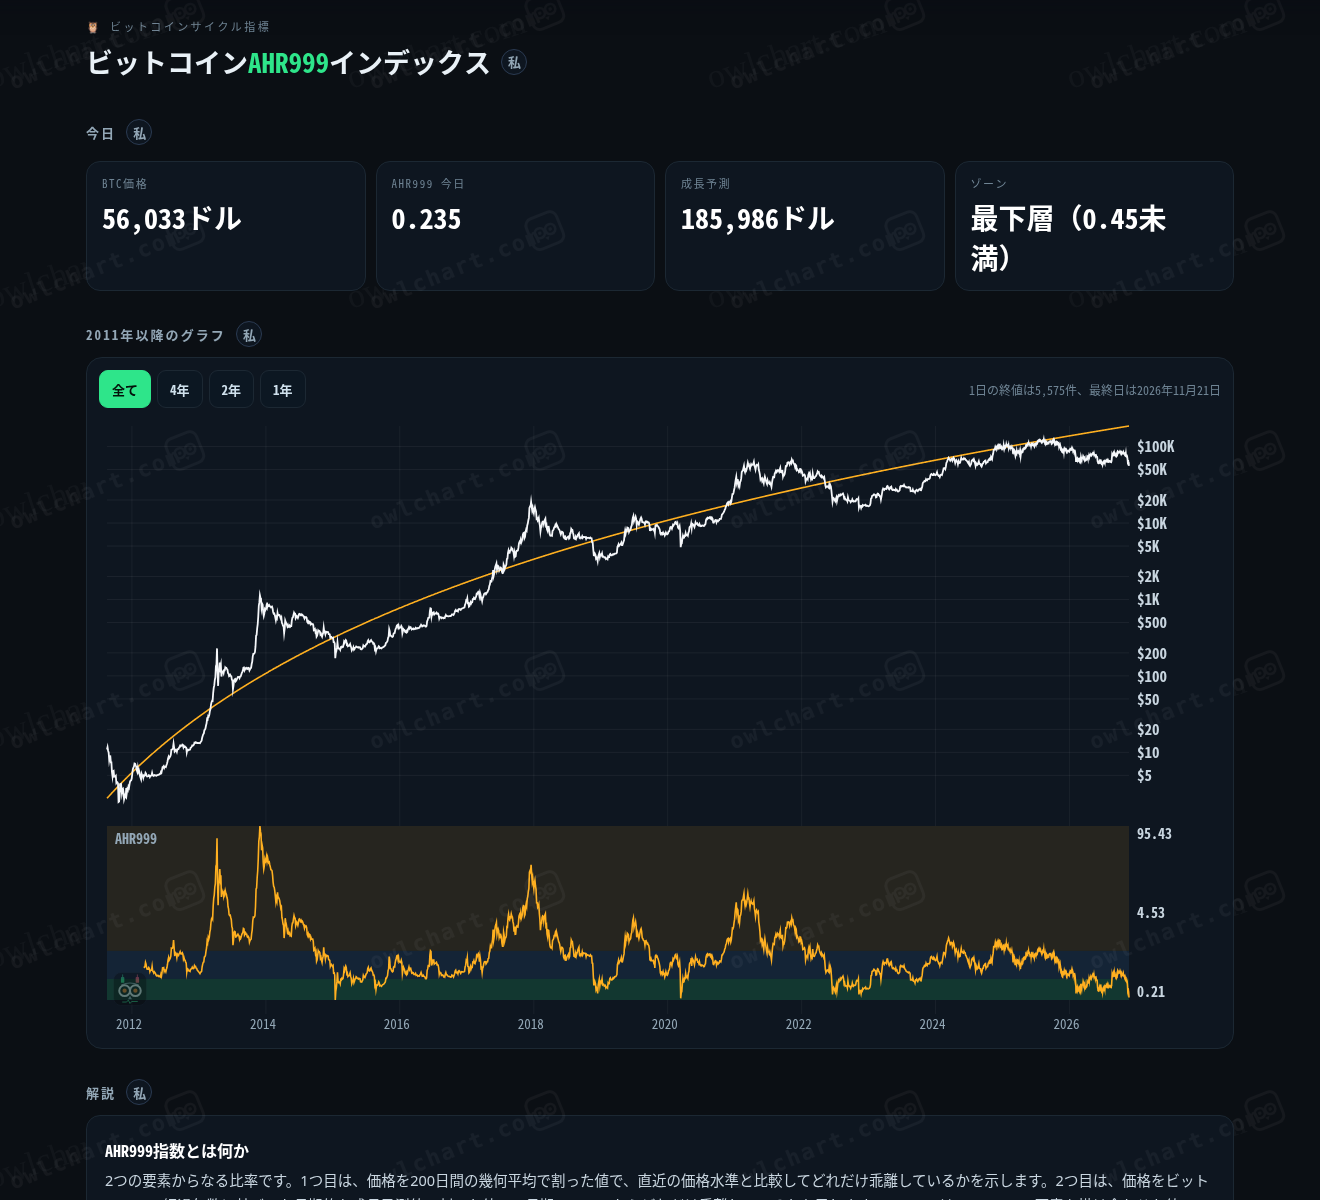 ビットコインサイクル指標
ビットコインAHR999インデックス 私
今日 私
BTC価格
56,033ドル
AHR999 今日
0.235
成長予測
185,986ドル
ゾーン
最下層（0.45未
満）
2011年以降のグラフ 私
全て 4年 2年 1年
1日の終値は5,575件、最終日は2026年11月21日
$100K
$50K
$20K
$10K
$5K
$2K
$1K
$500
$200
$100
$50
$20
$10
$5
AHR999
95.43
4.53
0.21
2012 2014 2016 2018 2020 2022 2024 2026
解説 私
AHR999指数とは何か
2つの要素からなる比率です。1つ目は、価格を200日間の幾何平均で割った値で、直近の価格水準と比較してどれだけ乖離しているかを示します。2つ目は、価格をビット
owlchart.com